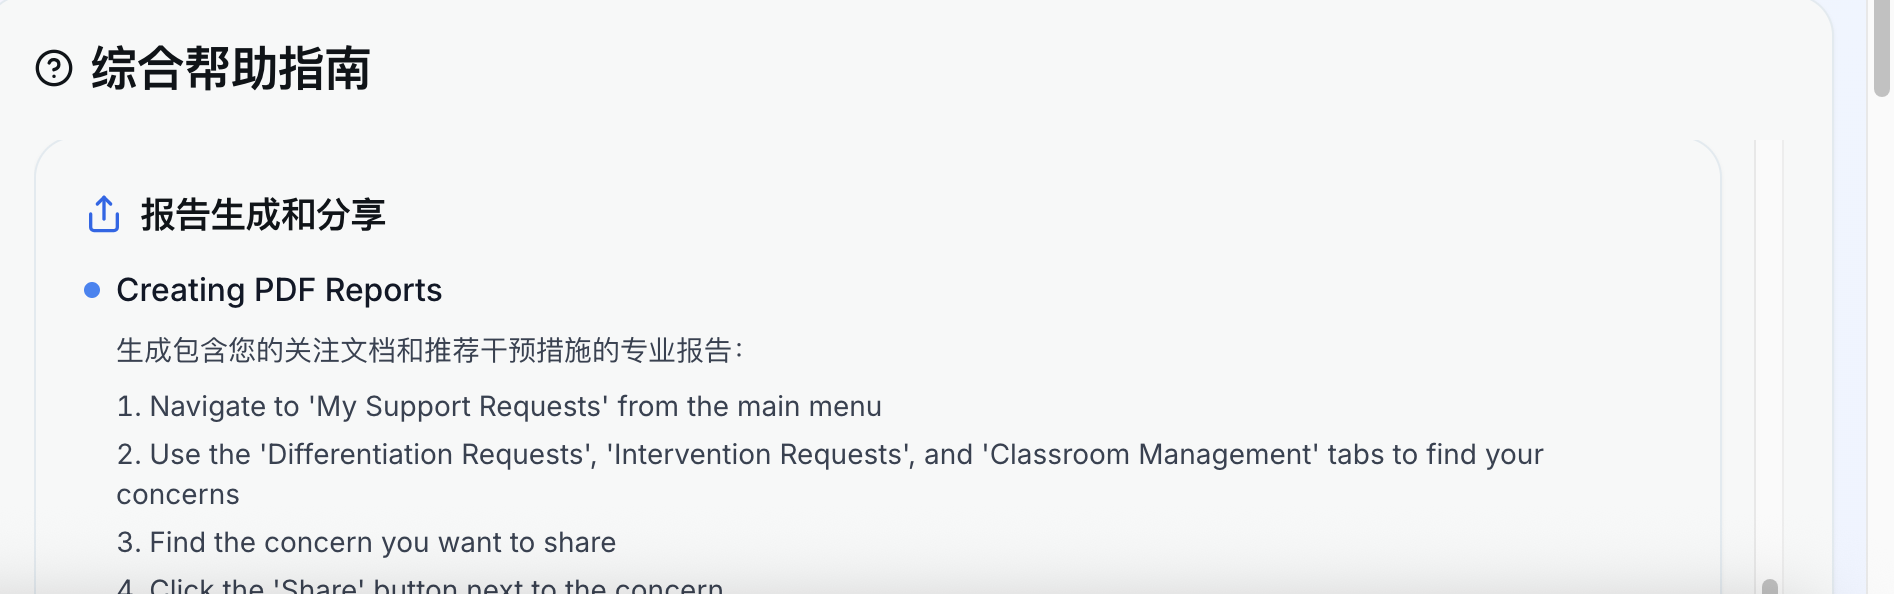 综合帮助指南
报告生成和分享
Creating PDF Reports
生成包含您的关注文档和推荐干预措施的专业报告：
1. Navigate to 'My Support Requests' from the main menu
2. Use the 'Differentiation Requests', 'Intervention Requests', and 'Classroom Management' tabs to find your
concerns
3. Find the concern you want to share
4. Click the 'Share' button next to the concern